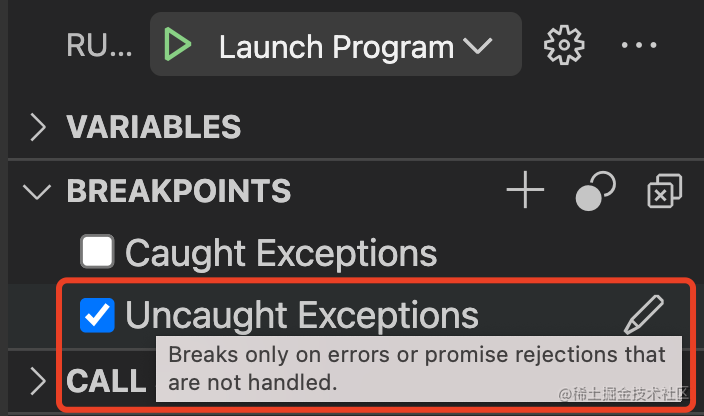 RU... Launch Program
VARIABLES
BREAKPOINTS
Caught Exceptions
Uncaught Exceptions
Breaks only on errors or promise rejections that
are not handled.
CALL
@稀土掘金技术社区